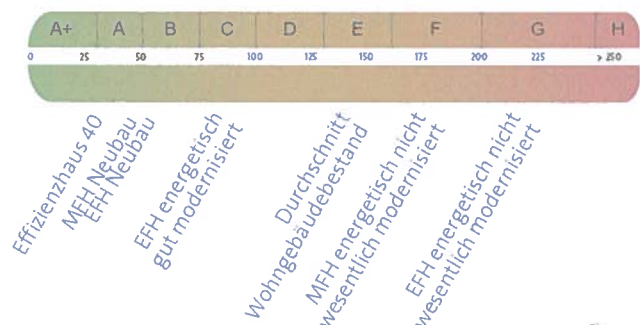 A+ A B C D E F G H
0 25 50 75 100 125 150 175 200 225 > 250
Effizienzhaus 40
MFH Neubau
EFH Neubau
EFH energetisch
gut modernisiert
Durchschnitt
Wohngebäudebestand
MFH energetisch nicht
wesentlich modernisiert
EFH energetisch nicht
wesentlich modernisiert